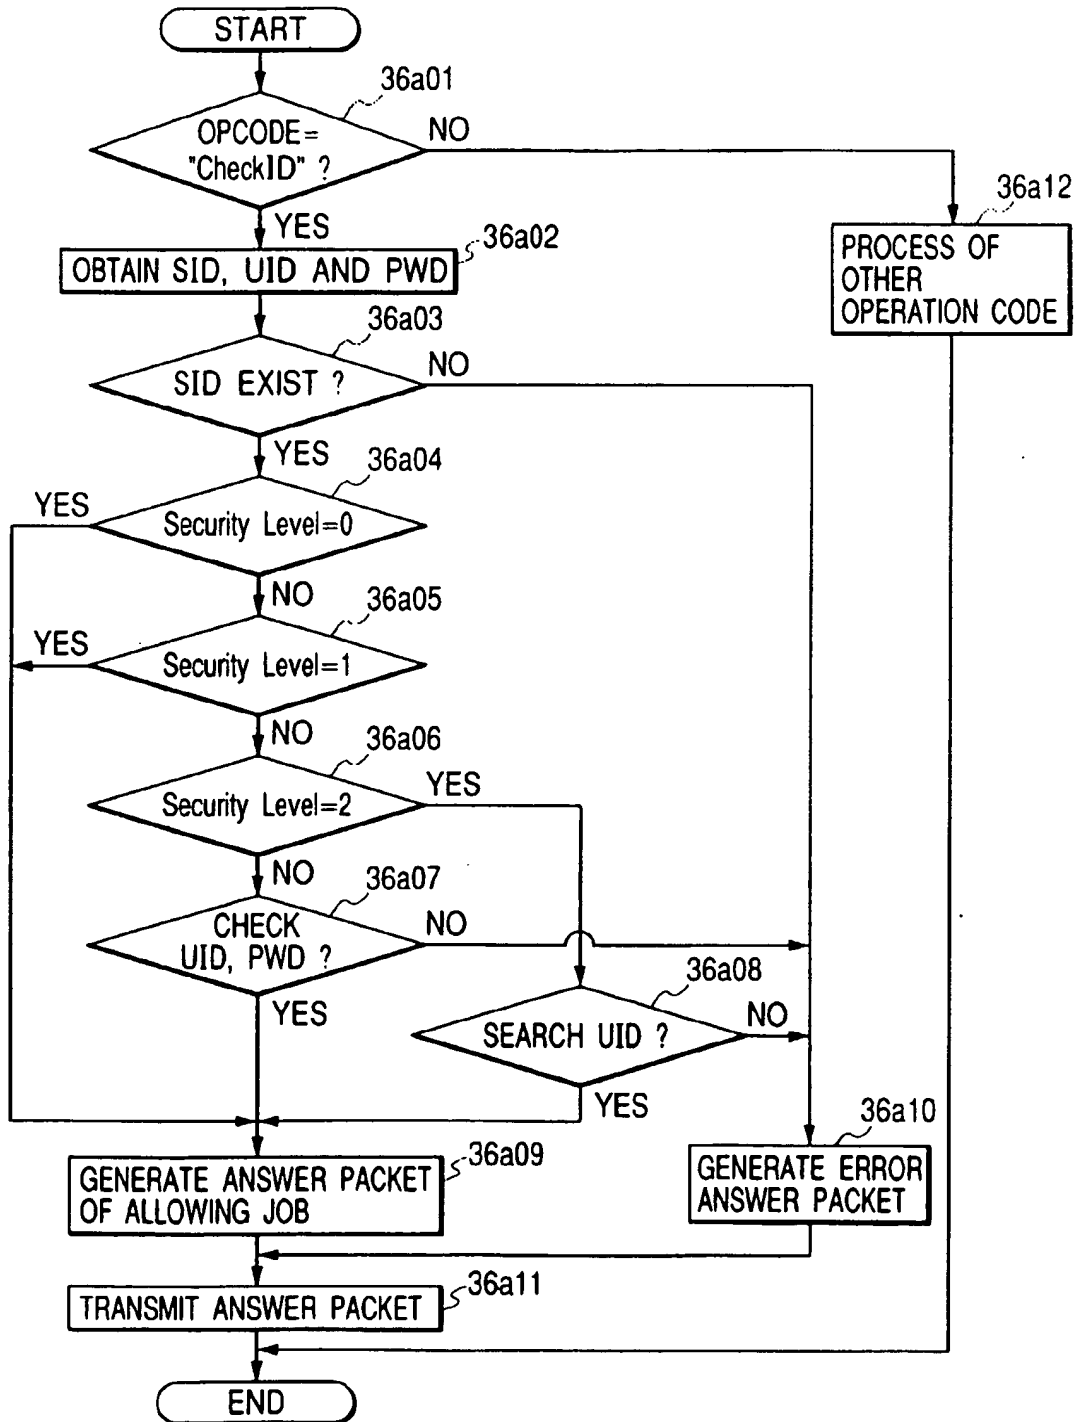 START
36a01
OPCODE=
"CheckID" ?
NO
YES
36a12
PROCESS OF
OTHER
OPERATION CODE
36a02
OBTAIN SID, UID AND PWD
36a03
SID EXIST ?
NO
YES
36a04
YES
Security Level=0
NO
36a05
YES
Security Level=1
NO
36a06
Security Level=2
YES
NO
36a07
CHECK
UID, PWD ?
NO
YES
36a08
SEARCH UID ?
NO
YES
36a09
GENERATE ANSWER PACKET
OF ALLOWING JOB
36a10
GENERATE ERROR
ANSWER PACKET
36a11
TRANSMIT ANSWER PACKET
END